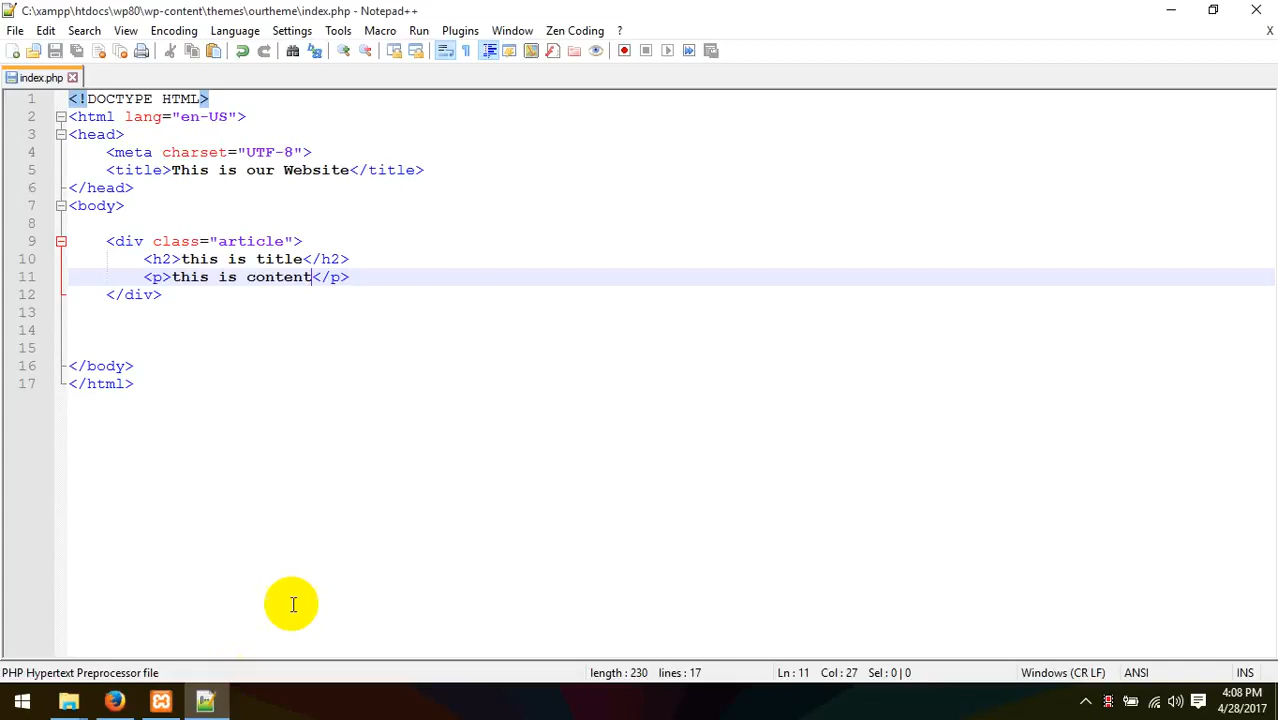 C:\xampp\htdocs\wp80\wp-content\themes\ourtheme\index.php - Notepad++
File Edit Search View Encoding Language Settings Tools Macro Run Plugins Window Zen Coding ? X
index.php
1 <!DOCTYPE HTML>
2 <html lang="en-US">
3 <head>
4 <meta charset="UTF-8">
5 <title>This is our Website</title>
6 </head>
7 <body>
8
9 <div class="article">
10 <h2>this is title</h2>
11 <p>this is content</p>
12 </div>
13
14
15
16 </body>
17 </html>
PHP Hypertext Preprocessor file length : 230 lines : 17 Ln : 11 Col : 27 Sel : 0 | 0 Windows (CR LF) ANSI INS
4:08 PM
4/28/2017